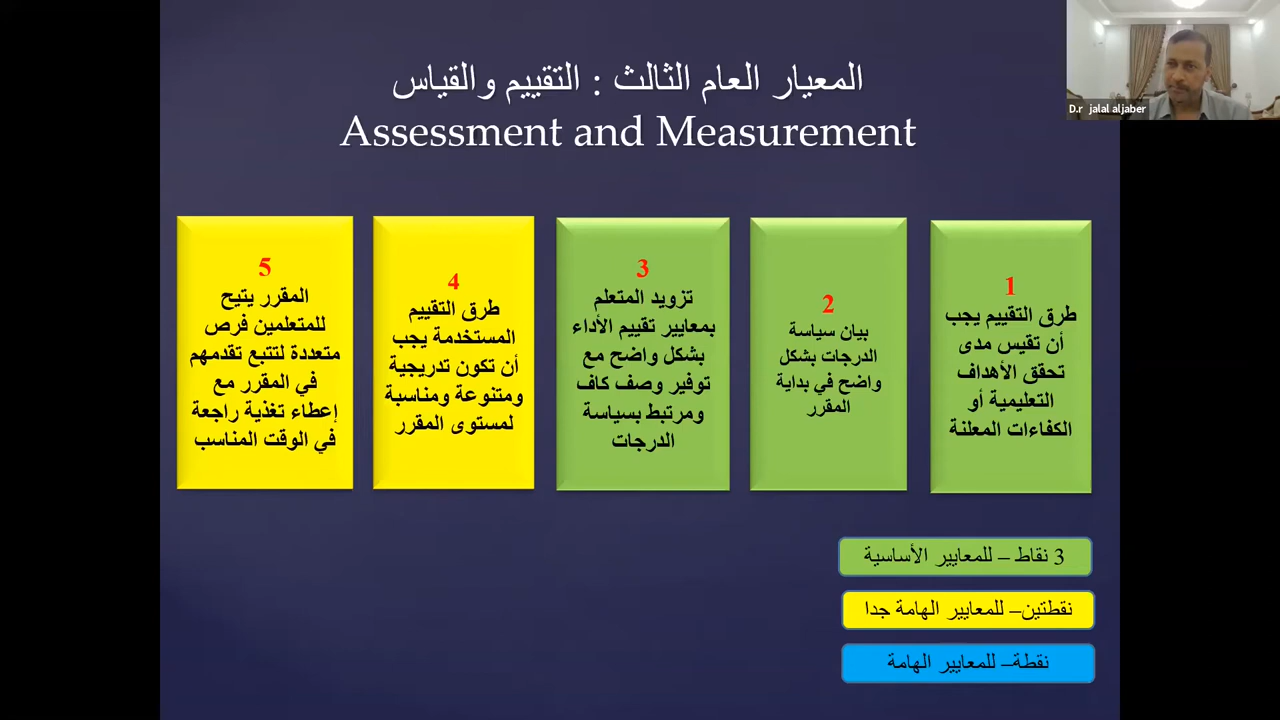 المعيار العام الثالث : التقييم والقياس
Assessment and Measurement
D.r jalal aljaber
1
طرق التقييم يجب
أن تقيس مدى
تحقق الأهداف
التعليمية أو
الكفاءات المعلنة
2
بيان سياسة
الدرجات بشكل
واضح في بداية
المقرر
3
تزويد المتعلم
بمعايير تقييم الأداء
بشكل واضح مع
توفير وصف كاف
ومرتبط بسياسة
الدرجات
4
طرق التقييم
المستخدمة يجب
أن تكون تدريجية
ومتنوعة ومناسبة
لمستوى المقرر
5
المقرر يتيح
للمتعلمين فرص
متعددة لتتبع تقدمهم
في المقرر مع
إعطاء تغذية راجعة
في الوقت المناسب
3 نقاط – للمعايير الأساسية
نقطتين– للمعايير الهامة جدا
نقطة– للمعايير الهامة